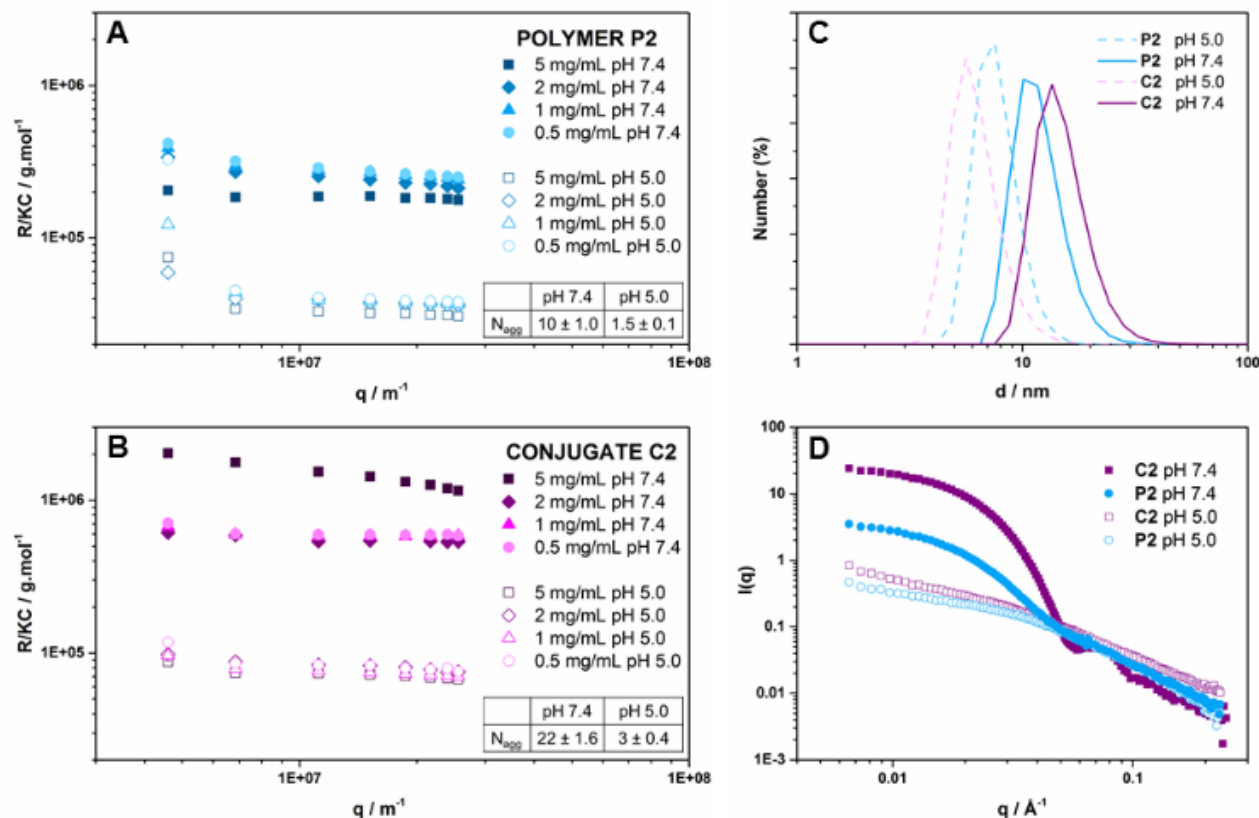 A
POLYMER P2
5 mg/mL pH 7.4
2 mg/mL pH 7.4
1 mg/mL pH 7.4
0.5 mg/mL pH 7.4
5 mg/mL pH 5.0
2 mg/mL pH 5.0
1 mg/mL pH 5.0
0.5 mg/mL pH 5.0
pH 7.4 pH 5.0
Nagg 10 ± 1.0 1.5 ± 0.1
R/KC / g.mol-1
1E+06
1E+05
1E+07 1E+08
q / m-1
C
P2 pH 5.0
P2 pH 7.4
C2 pH 5.0
C2 pH 7.4
Number (%)
1 10 100
d / nm
B
CONJUGATE C2
5 mg/mL pH 7.4
2 mg/mL pH 7.4
1 mg/mL pH 7.4
0.5 mg/mL pH 7.4
5 mg/mL pH 5.0
2 mg/mL pH 5.0
1 mg/mL pH 5.0
0.5 mg/mL pH 5.0
pH 7.4 pH 5.0
Nagg 22 ± 1.6 3 ± 0.4
R/KC / g.mol-1
1E+06
1E+05
1E+07 1E+08
q / m-1
D
C2 pH 7.4
P2 pH 7.4
C2 pH 5.0
P2 pH 5.0
I(q)
100
10
1
0.1
0.01
1E-3
0.01 0.1
q / Å-1